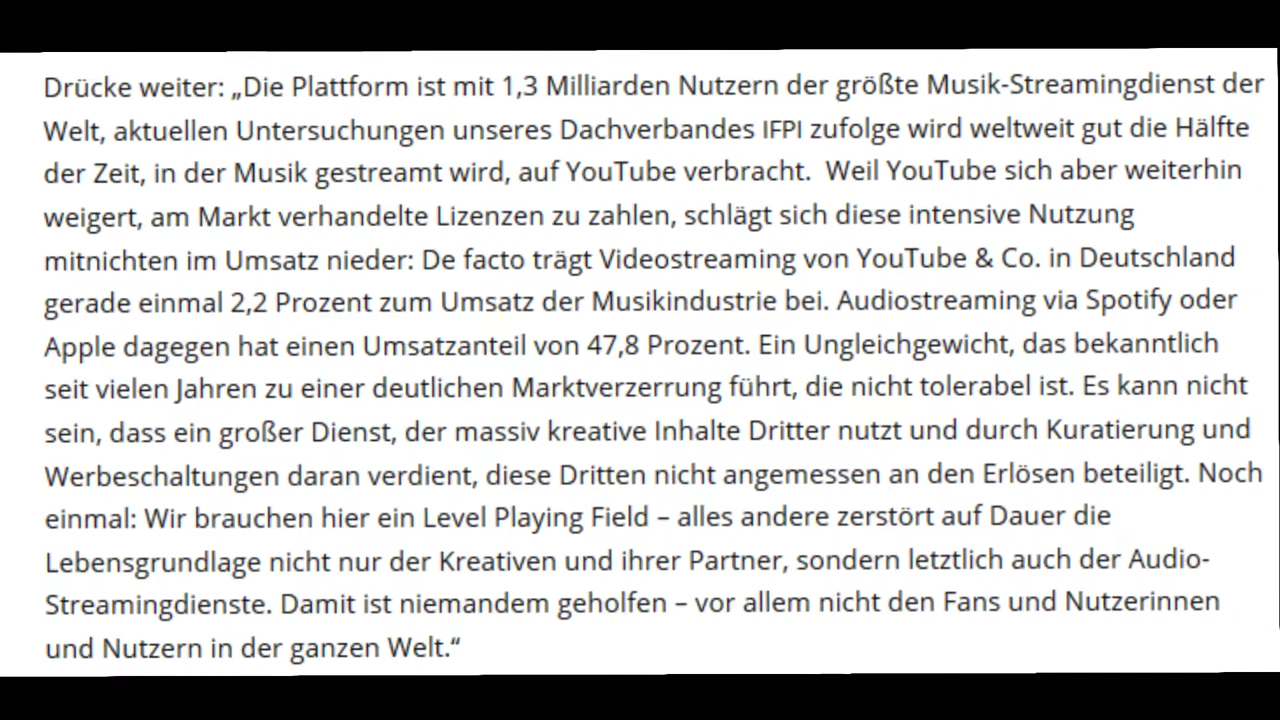 Drücke weiter: „Die Plattform ist mit 1,3 Milliarden Nutzern der größte Musik-Streamingdienst der
Welt, aktuellen Untersuchungen unseres Dachverbandes IFPI zufolge wird weltweit gut die Hälfte
der Zeit, in der Musik gestreamt wird, auf YouTube verbracht.  Weil YouTube sich aber weiterhin
weigert, am Markt verhandelte Lizenzen zu zahlen, schlägt sich diese intensive Nutzung
mitnichten im Umsatz nieder: De facto trägt Videostreaming von YouTube & Co. in Deutschland
gerade einmal 2,2 Prozent zum Umsatz der Musikindustrie bei. Audiostreaming via Spotify oder
Apple dagegen hat einen Umsatzanteil von 47,8 Prozent. Ein Ungleichgewicht, das bekanntlich
seit vielen Jahren zu einer deutlichen Marktverzerrung führt, die nicht tolerabel ist. Es kann nicht
sein, dass ein großer Dienst, der massiv kreative Inhalte Dritter nutzt und durch Kuratierung und
Werbeschaltungen daran verdient, diese Dritten nicht angemessen an den Erlösen beteiligt. Noch
einmal: Wir brauchen hier ein Level Playing Field – alles andere zerstört auf Dauer die
Lebensgrundlage nicht nur der Kreativen und ihrer Partner, sondern letztlich auch der Audio-
Streamingdienste. Damit ist niemandem geholfen – vor allem nicht den Fans und Nutzerinnen
und Nutzern in der ganzen Welt.“